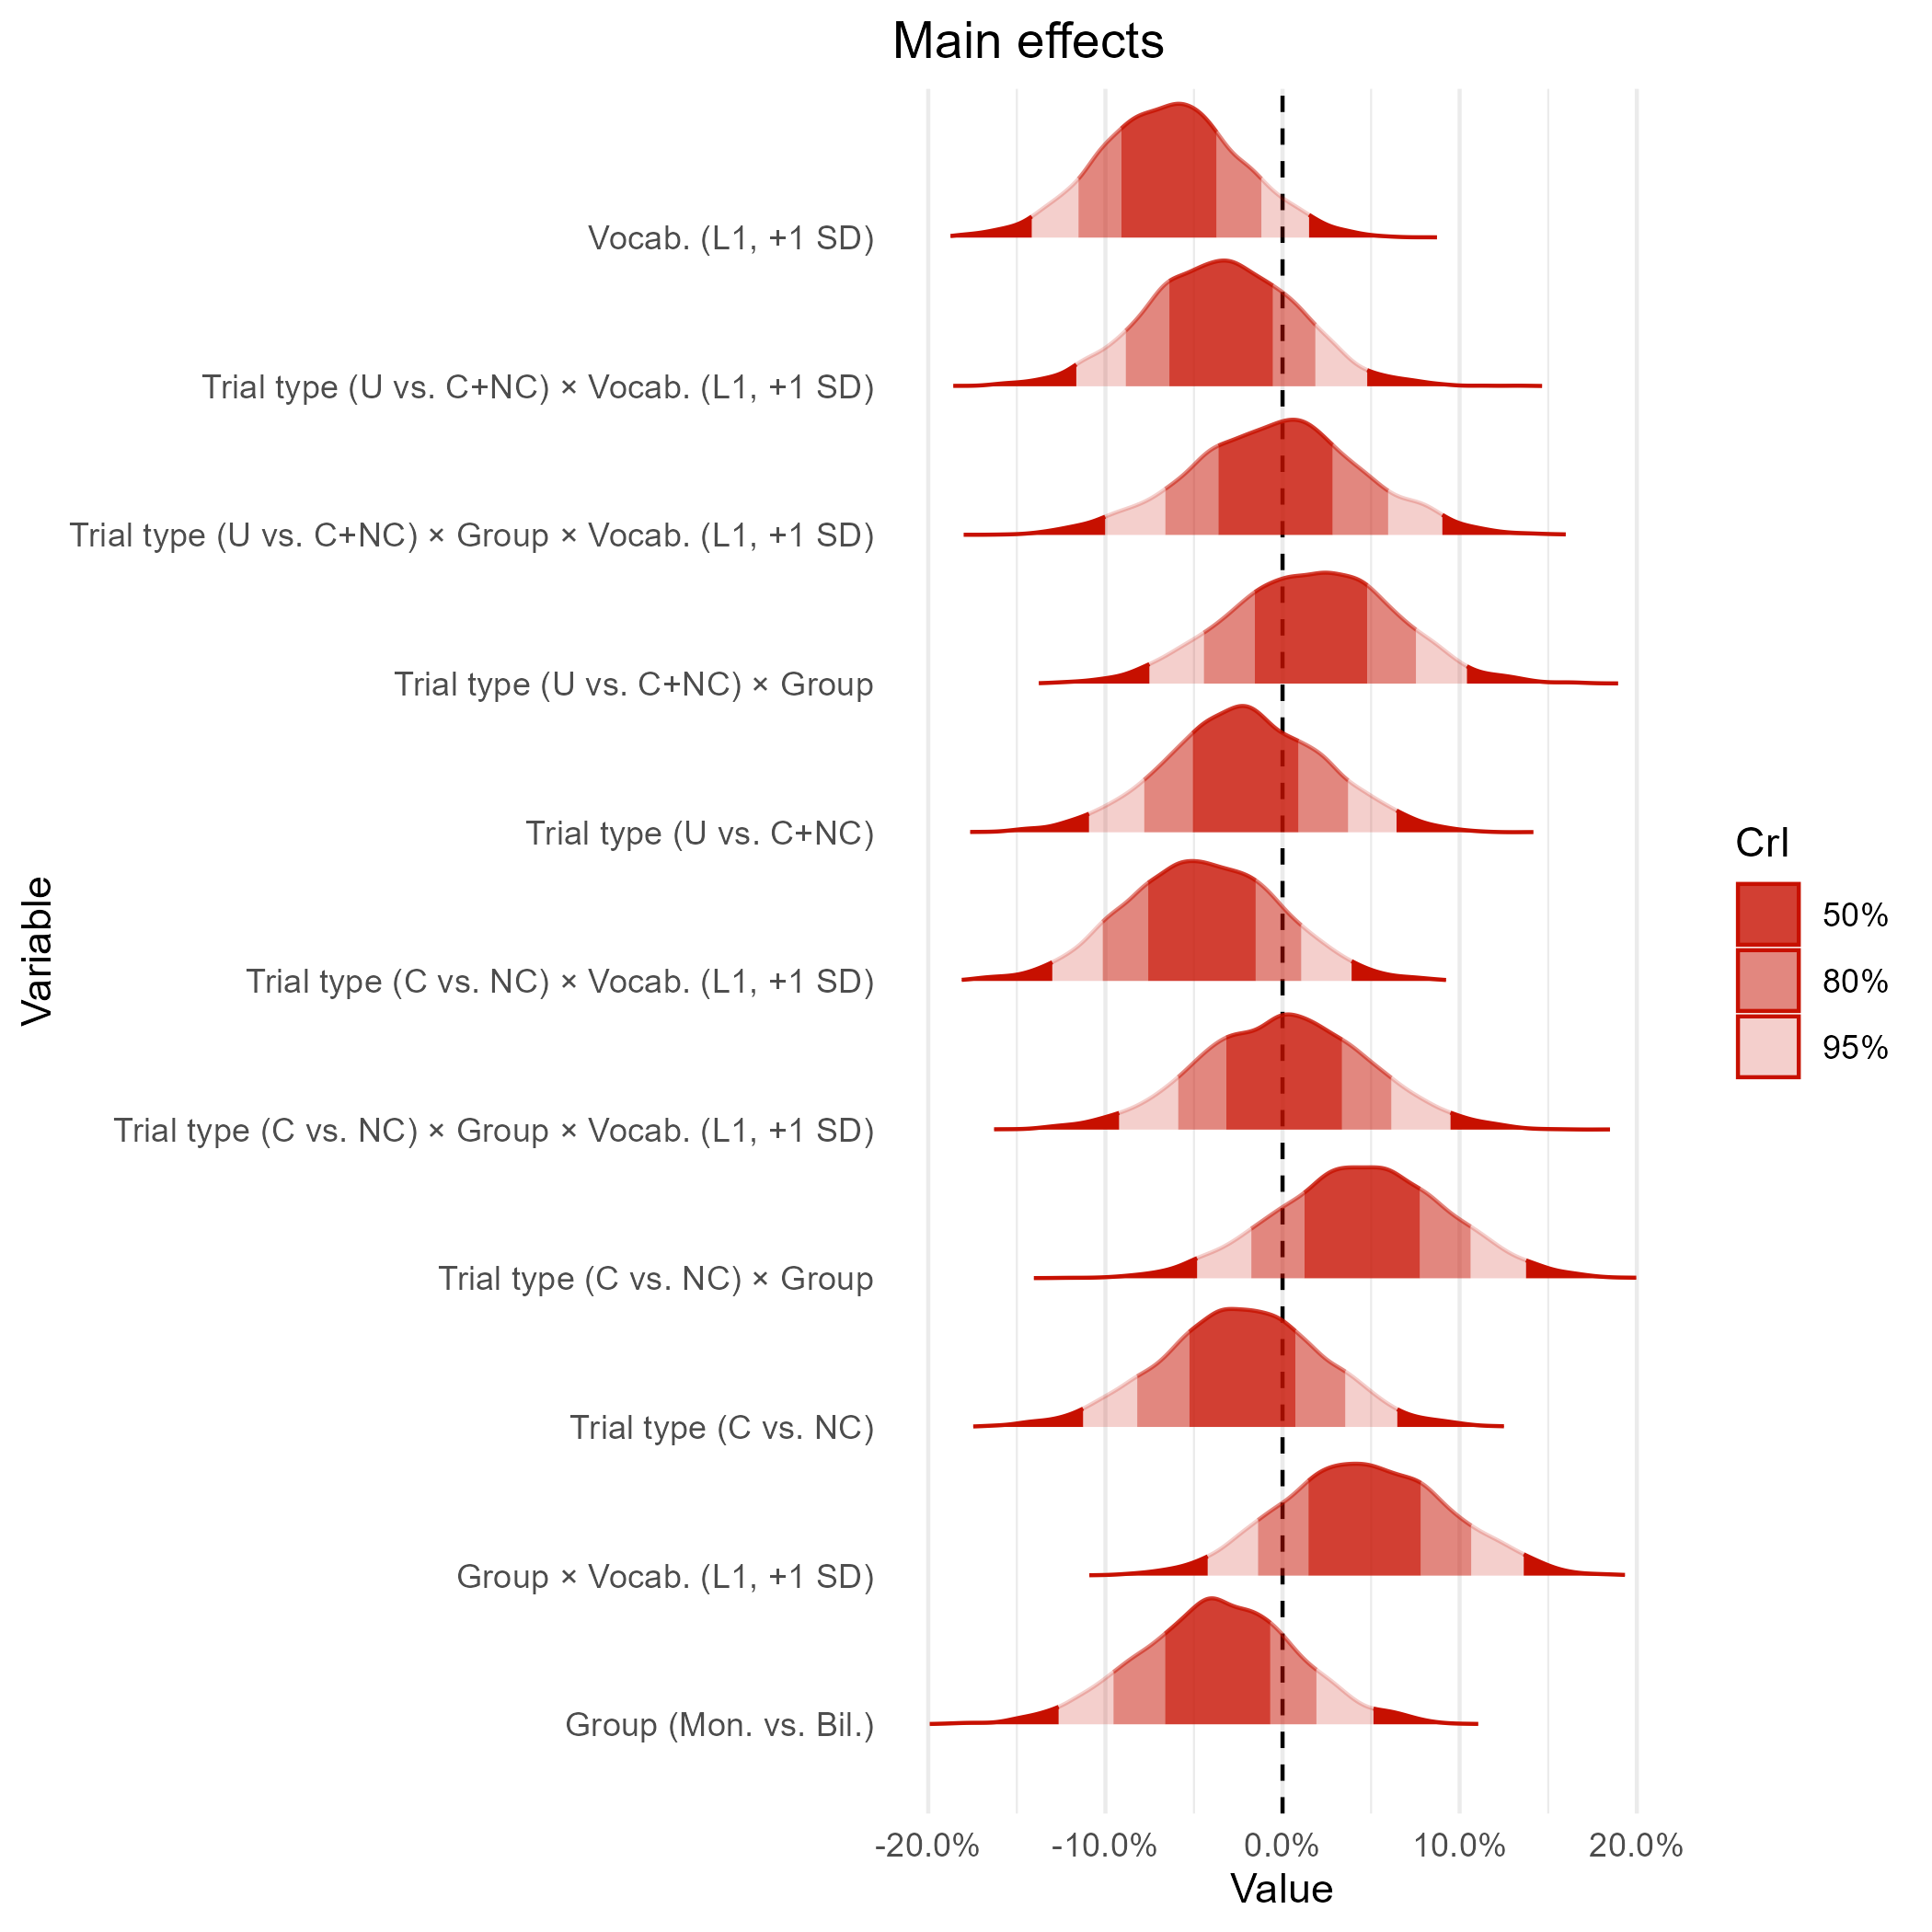 Main effects
Vocab. (L1, +1 SD)
Trial type (U vs. C+NC) × Vocab. (L1, +1 SD)
Trial type (U vs. C+NC) × Group × Vocab. (L1, +1 SD)
Trial type (U vs. C+NC) × Group
Trial type (U vs. C+NC)
Trial type (C vs. NC) × Vocab. (L1, +1 SD)
Trial type (C vs. NC) × Group × Vocab. (L1, +1 SD)
Trial type (C vs. NC) × Group
Trial type (C vs. NC)
Group × Vocab. (L1, +1 SD)
Group (Mon. vs. Bil.)
Variable
-20.0% -10.0% 0.0% 10.0% 20.0%
Value
CrI
50%
80%
95%